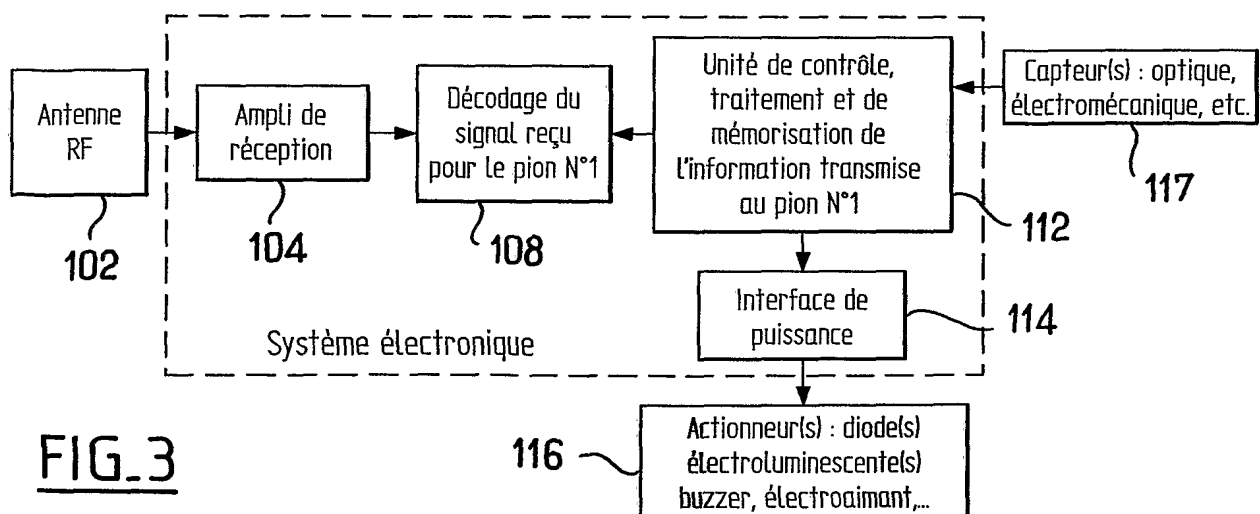 Antenne
RF
102
Ampli de
réception
104
Décodage du
signal reçu
pour le pion N°1
108
Unité de contrôle,
traitement et de
mémorisation de
l'information transmise
au pion N°1
112
Capteur(s) : optique,
électromécanique, etc.
117
Interface de
puissance
114
Système électronique
Actionneur(s) : diode(s)
électroluminescente(s)
buzzer, électroaimant,...
116
FIG_3